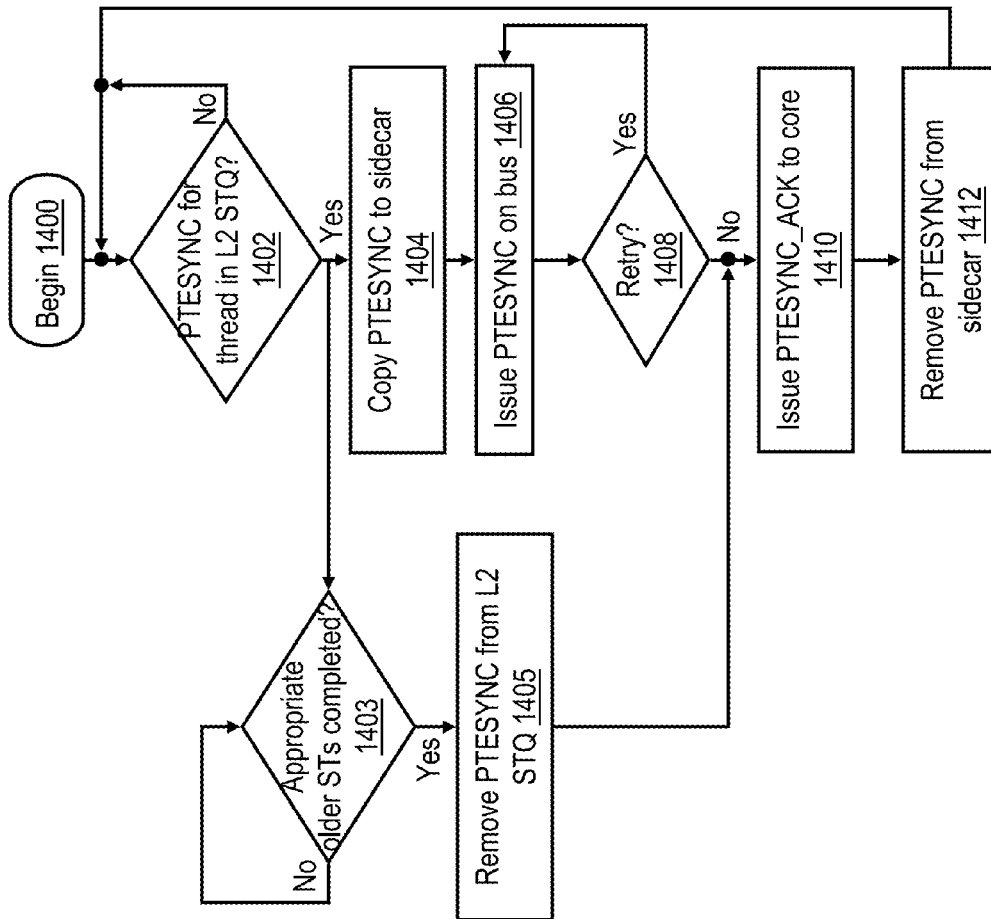 Begin 1400
PTESYNC for
thread in L2 STQ?
1402
No
Yes
Copy PTESYNC to sidecar
1404
Issue PTESYNC on bus 1406
Retry?
1408
Yes
No
Appropriate
older STs completed?
1403
No
Yes
Remove PTESYNC from L2
STQ 1405
Issue PTESYNC_ACK to core
1410
Remove PTESYNC from
sidecar 1412